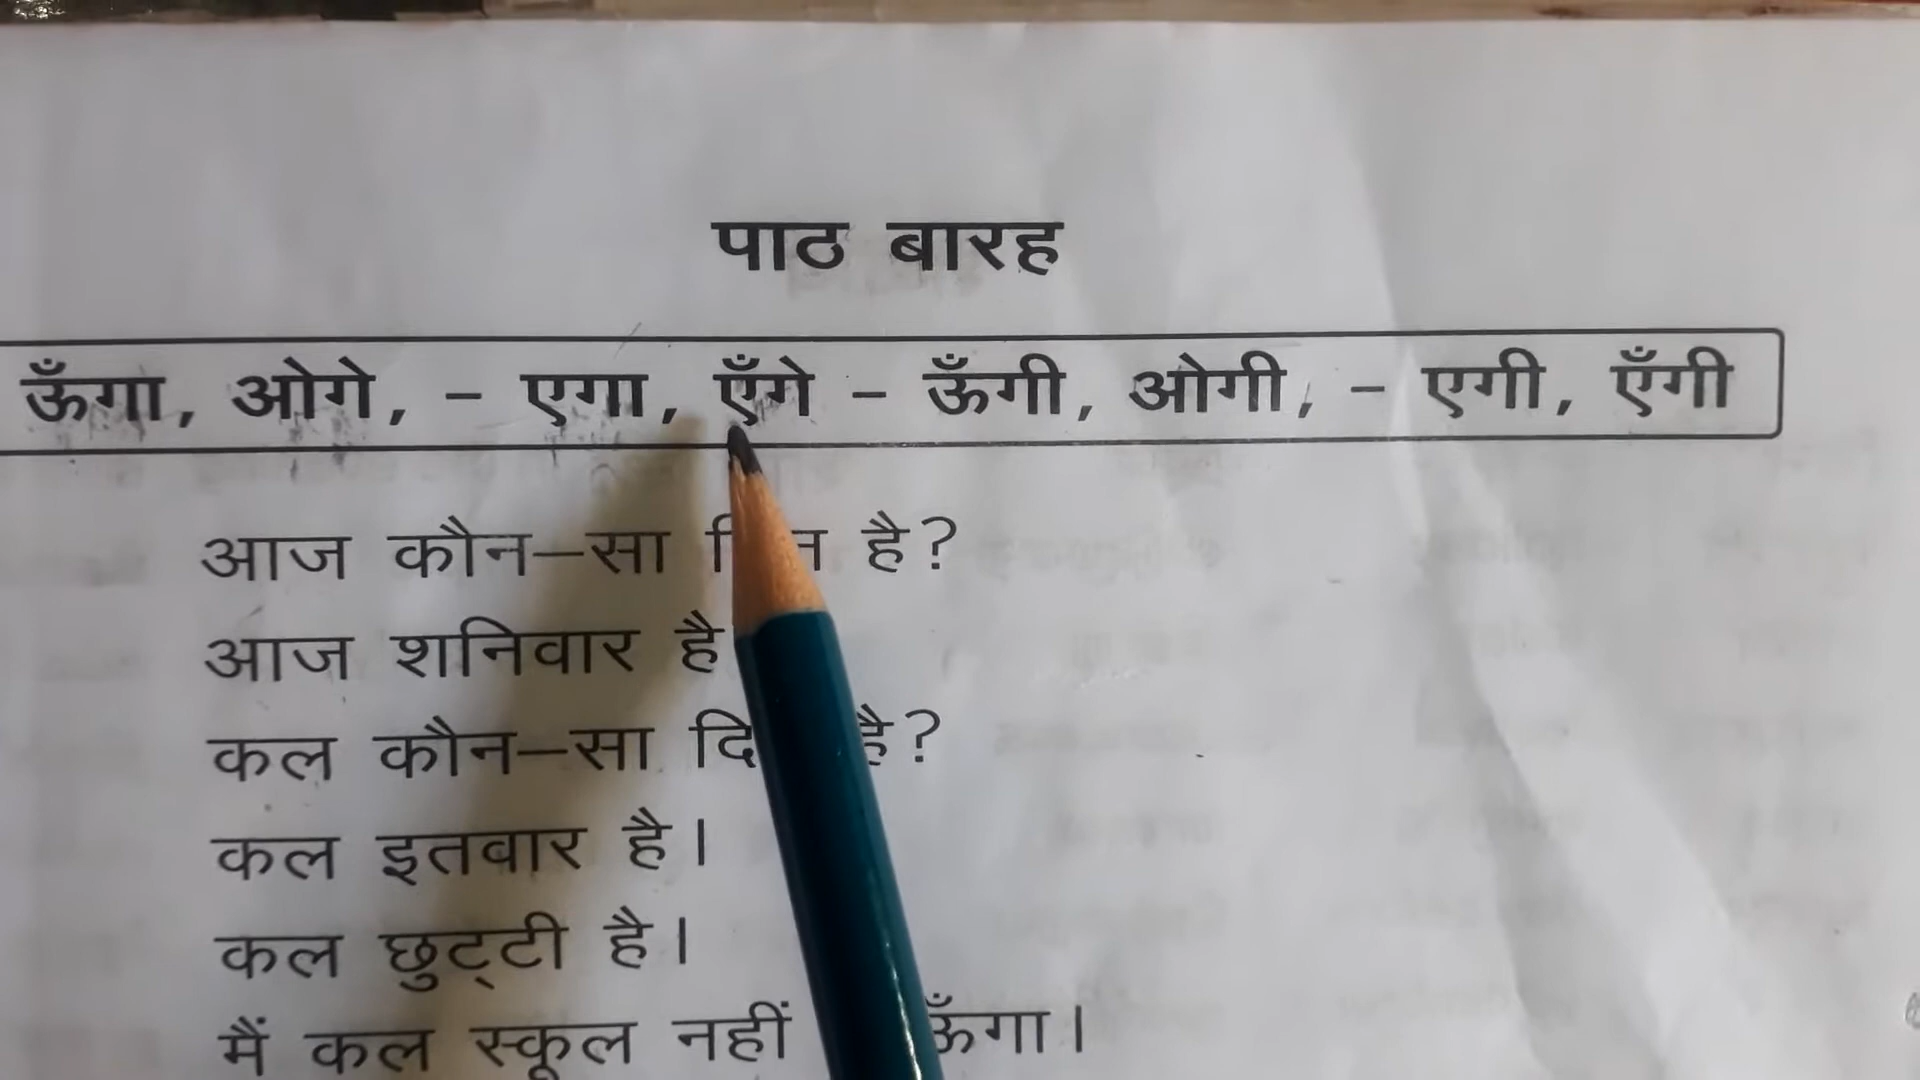 पाठ बारह
ऊँगा, ओगे, – एगा, एँगे – ऊँगी, ओगी, – एगी, एँगी
आज कौन–सा है?
आज शनिवार है
कल कौन–सा है?
कल इतवार है।
कल छुट्‌टी है।
मैं कल स्कूल नहीं